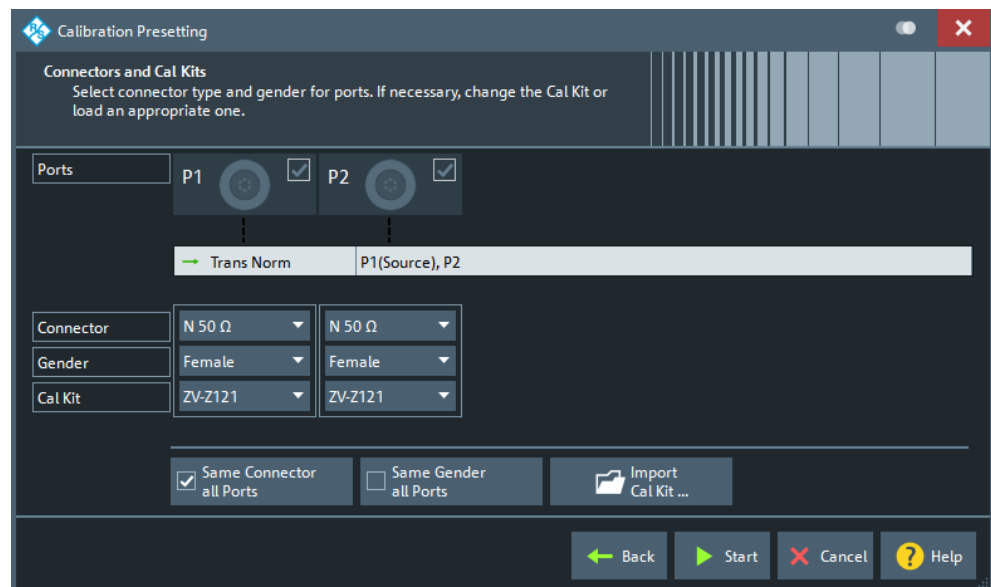 Calibration Presetting
Connectors and Cal Kits
Select connector type and gender for ports. If necessary, change the Cal Kit or
load an appropriate one.
Ports
P1
P2
Trans Norm
P1(Source), P2
Connector
N 50 Ω
N 50 Ω
Gender
Female
Female
Cal Kit
ZV-Z121
ZV-Z121
Same Connector
all Ports
Same Gender
all Ports
Import
Cal Kit ...
Back
Start
Cancel
? Help